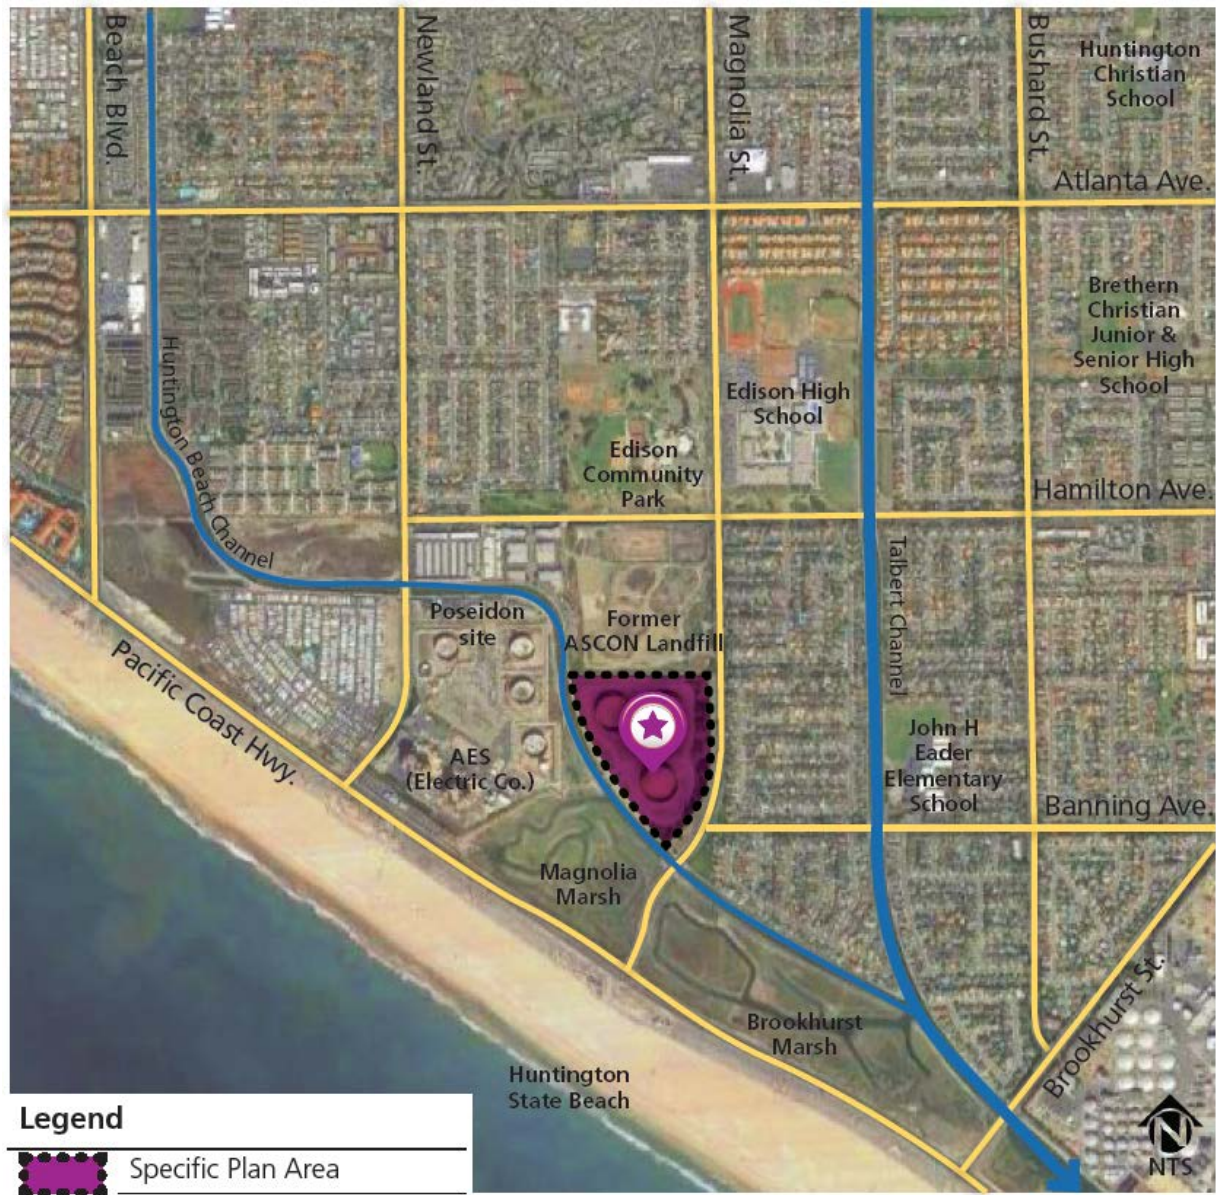 Beach Blvd.
Newland St.
Magnolia St.
Bushard St.
Huntington
Christian
School
Atlanta Ave.
Brethern
Christian
Junior &
Senior High
School
Huntington Beach Channel
Edison High
School
Edison
Community
Park
Hamilton Ave.
Talbert Channel
Poseidon
site
Former
ASCON Landfill
Pacific Coast Hwy.
AES
(Electric Co.)
John H
Eader
Elementary
School
Banning Ave.
Magnolia
Marsh
Brookhurst St.
Brookhurst
Marsh
Huntington
State Beach
Legend
Specific Plan Area
N
NTS